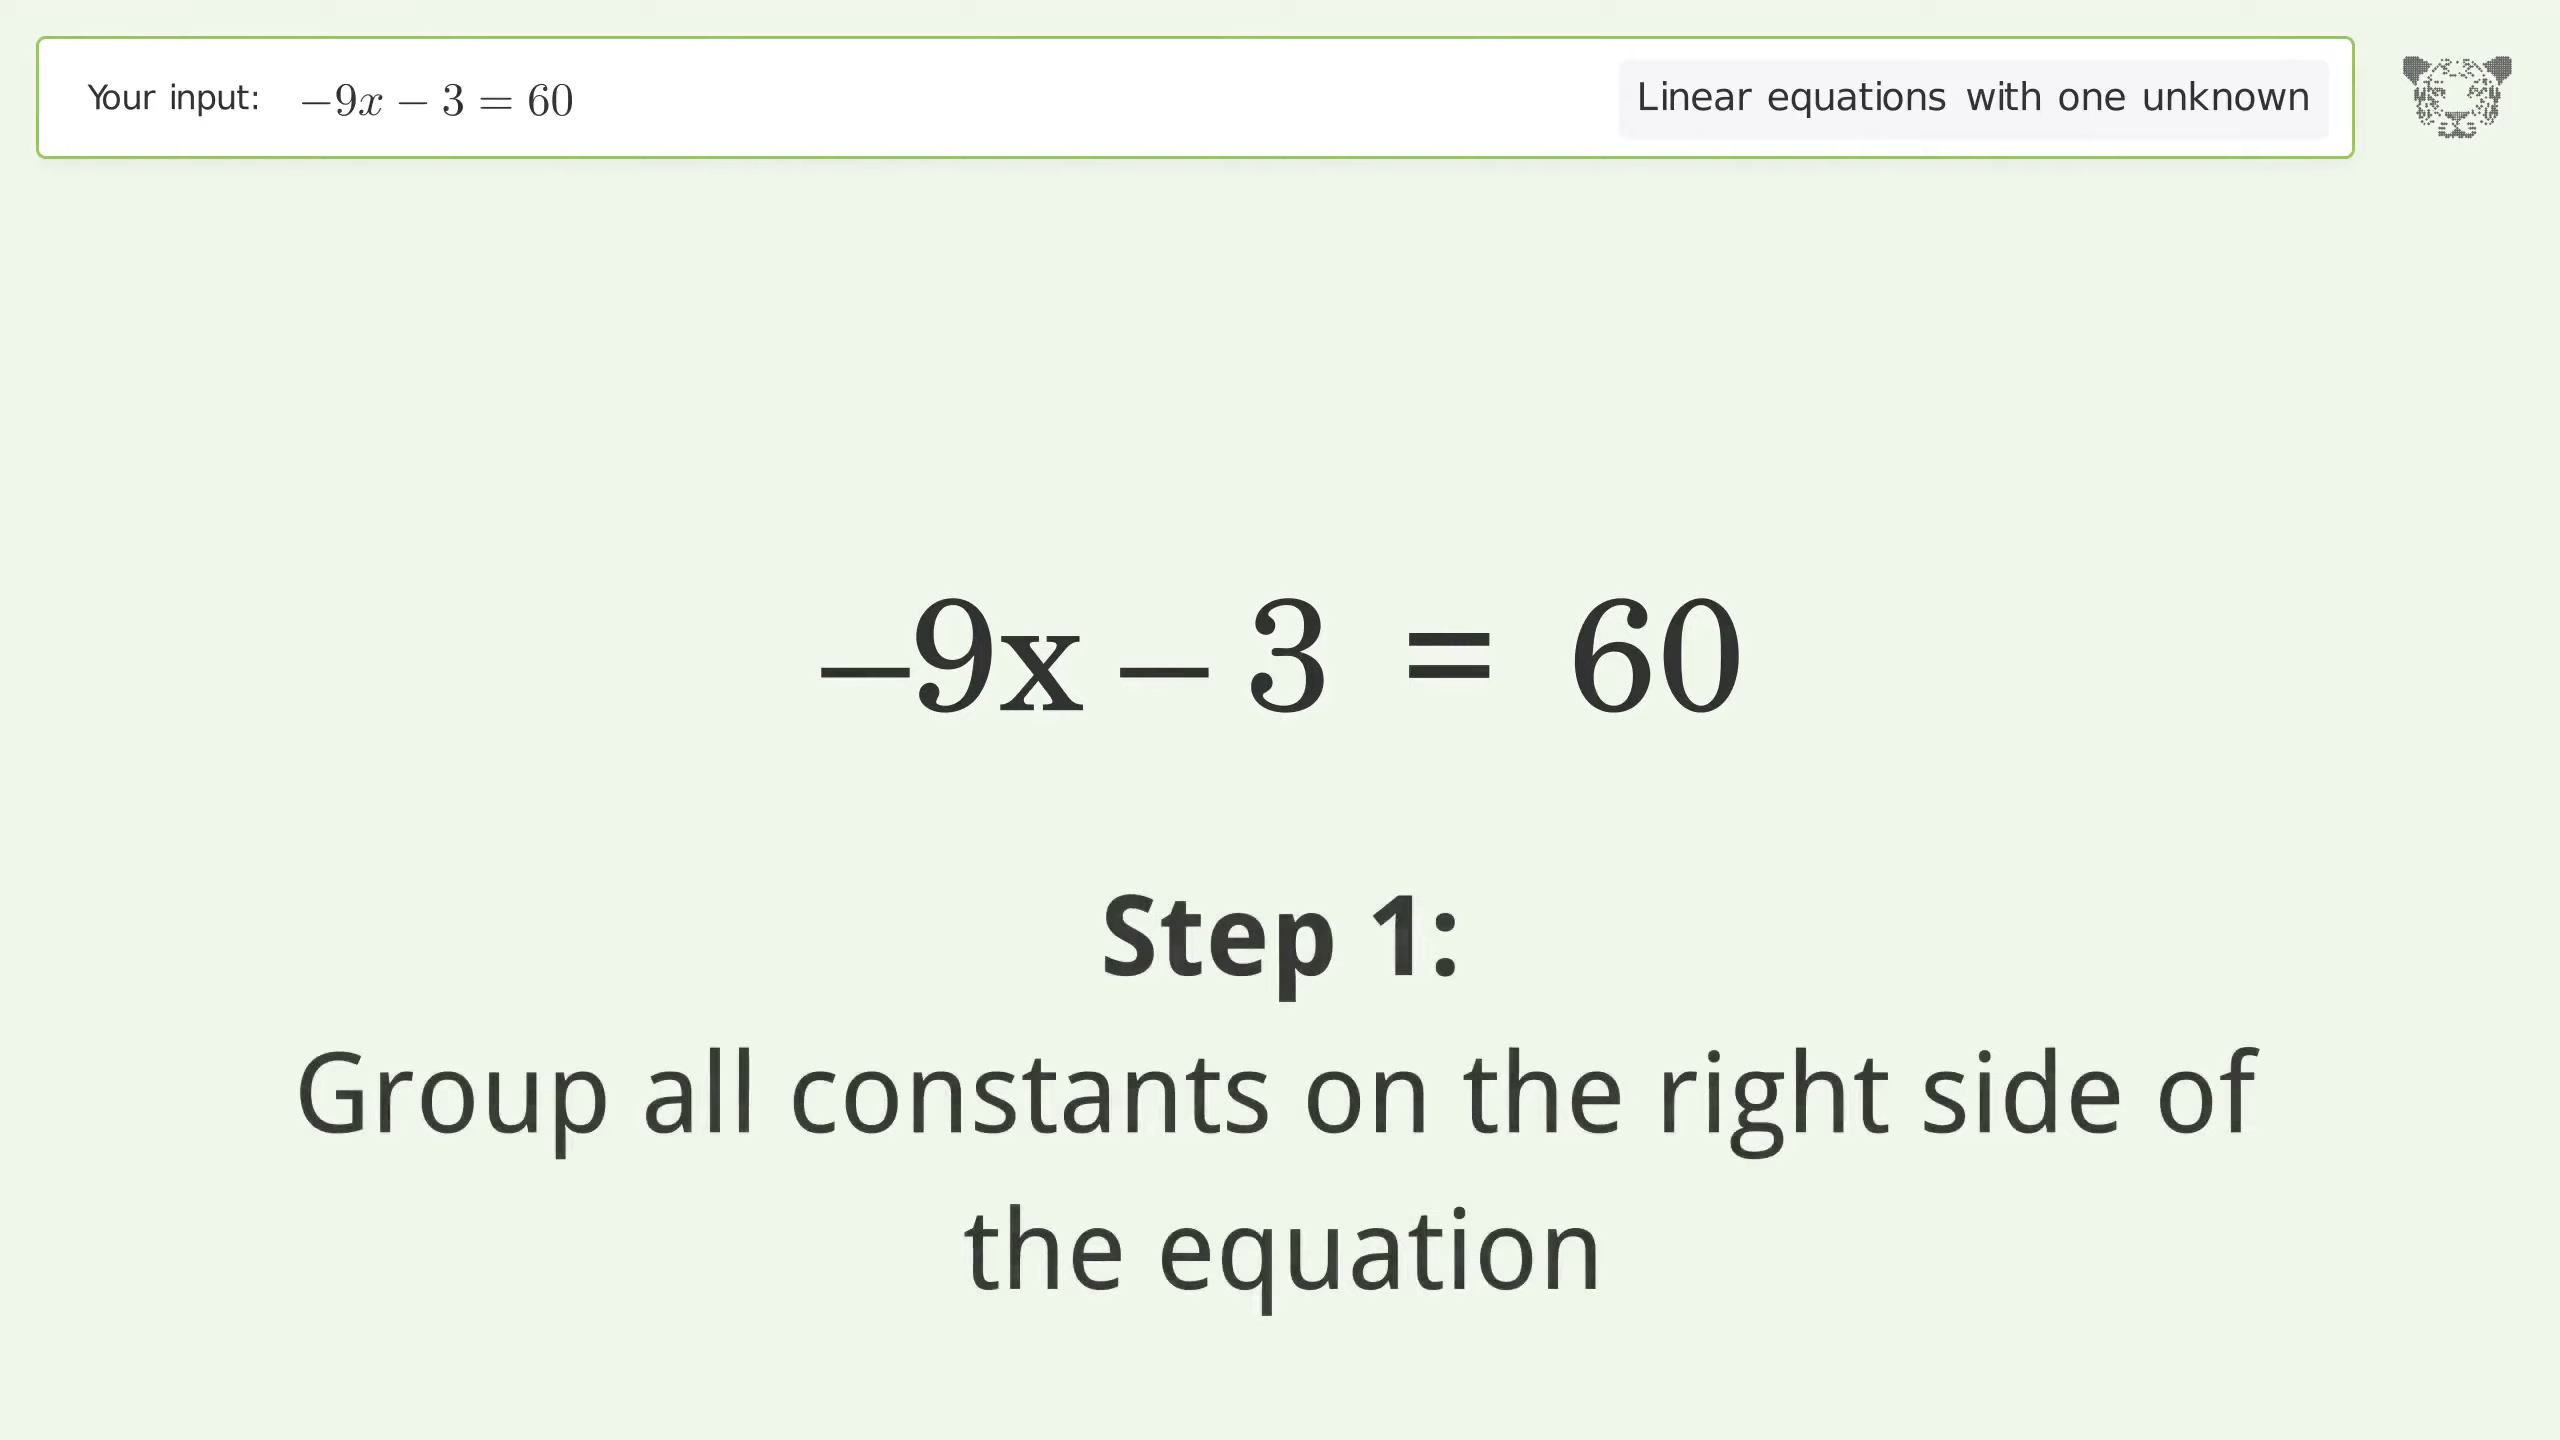 Your input: −9x − 3 = 60
Linear equations with one unknown
–9x – 3 = 60
Step 1:
Group all constants on the right side of
the equation